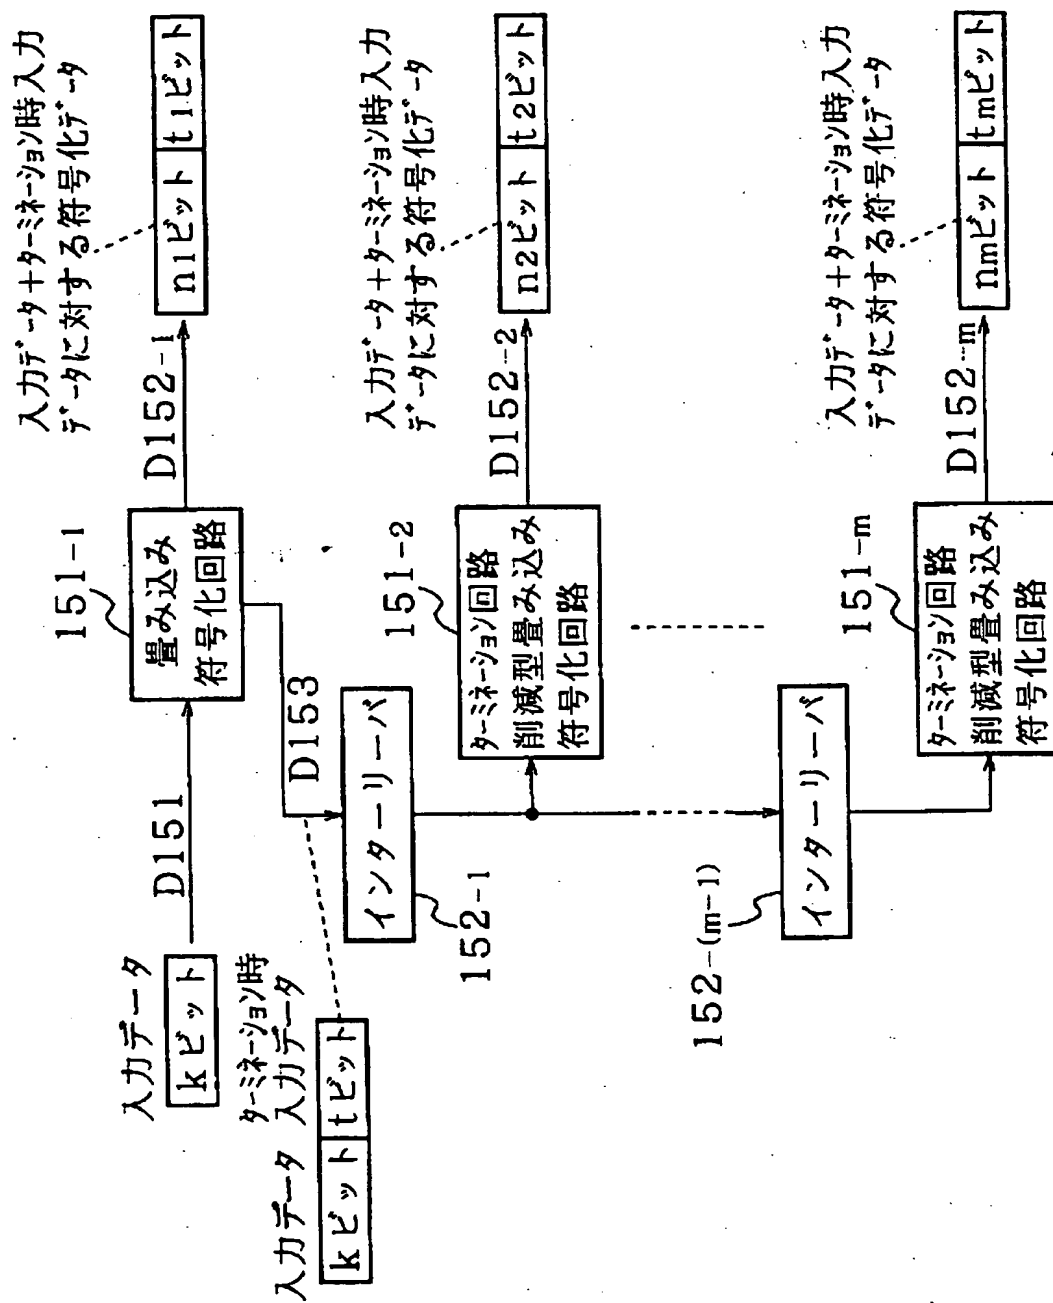 入力データ
kビット
D151
151-1
畳み込み
符号化回路
D152-1
入力データ+ターミネーション時入力
データに対する符号化データ
n1ビット
t1ビット
入力データ
ターミネーション時
入力データ
kビット
tビット
D153
インターリーバ
152-1
151-2
ターミネーション回路
削減型畳み込み
符号化回路
D152-2
入力データ+ターミネーション時入力
データに対する符号化データ
n2ビット
t2ビット
152-(m-1)
インターリーバ
151-m
ターミネーション回路
削減型畳み込み
符号化回路
D152-m
入力データ+ターミネーション時入力
データに対する符号化データ
nmビット
tmビット